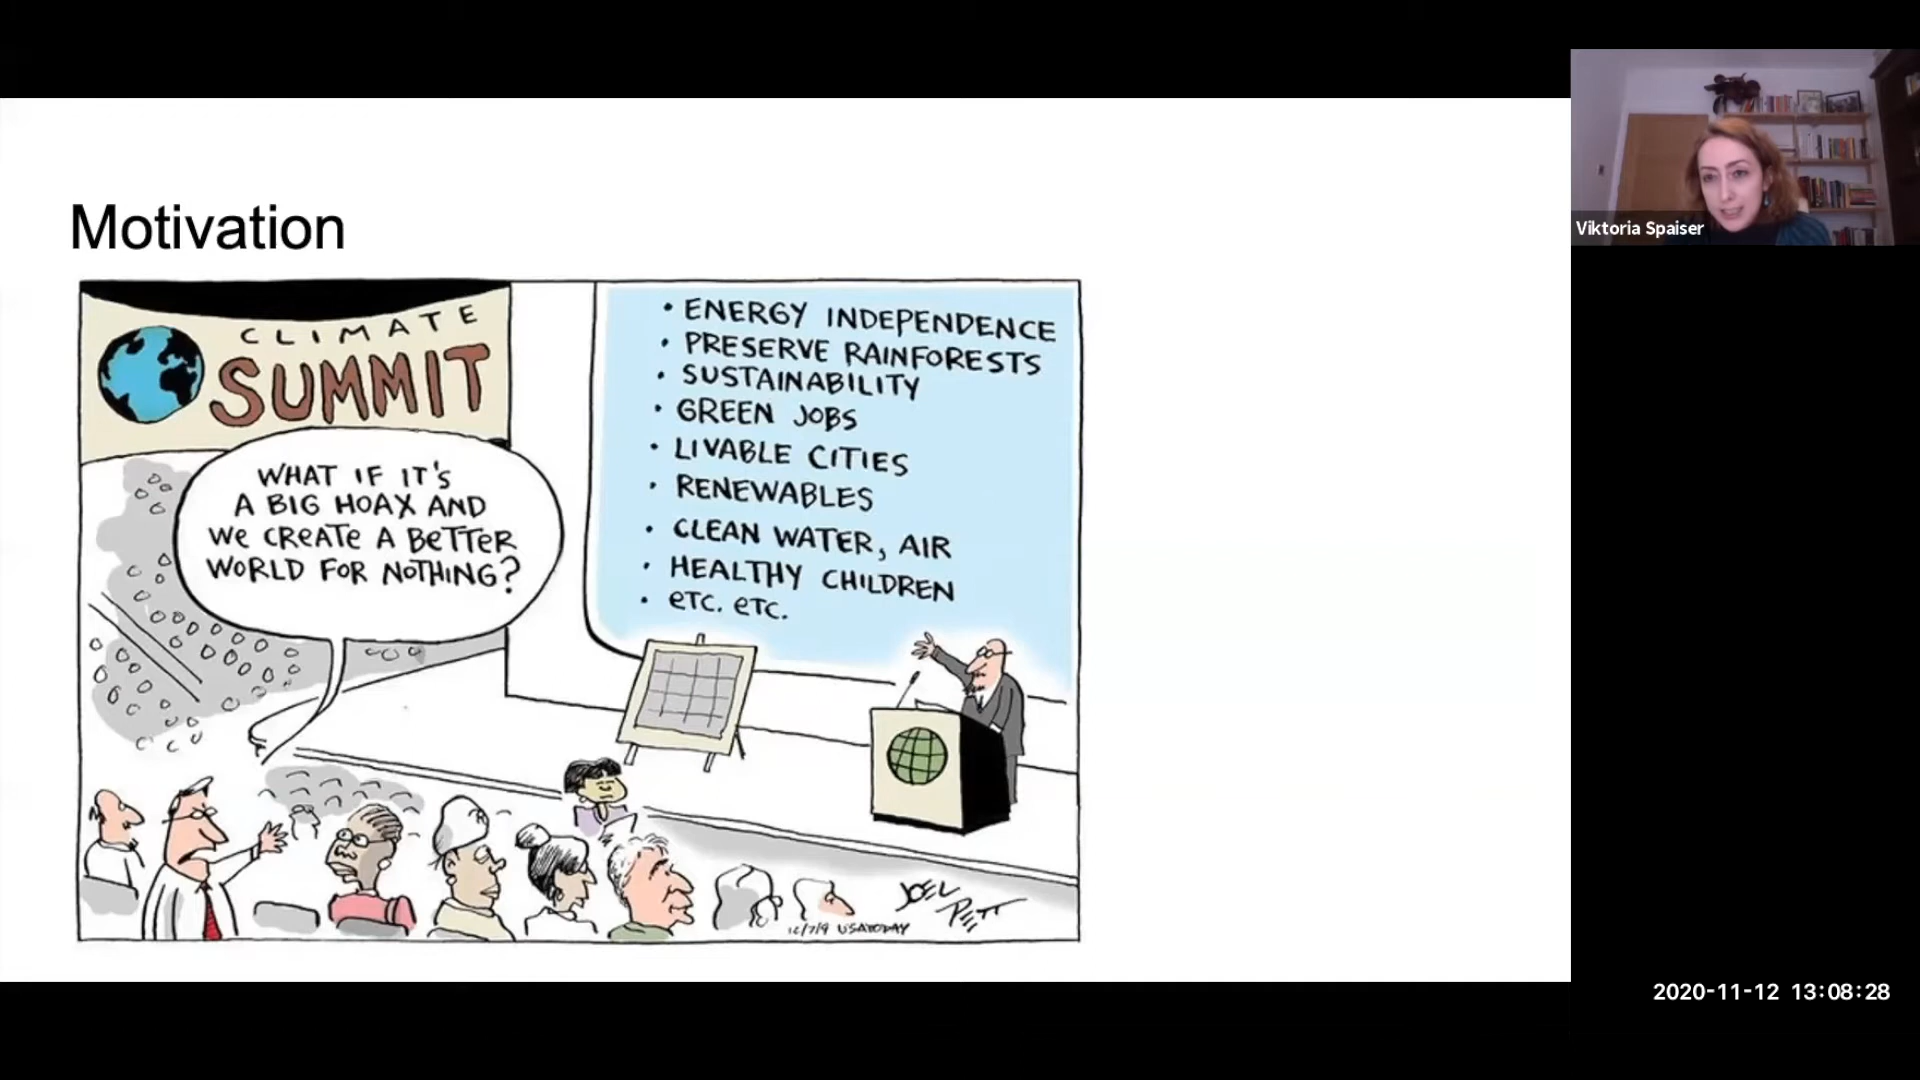 Motivation
CLIMATE
SUMMIT
WHAT IF IT'S
A BIG HOAX AND
WE CREATE A BETTER
WORLD FOR NOTHING?
• ENERGY INDEPENDENCE
• PRESERVE RAINFORESTS
• SUSTAINABILITY
• GREEN JOBS
• LIVABLE CITIES
• RENEWABLES
• CLEAN WATER, AIR
• HEALTHY CHILDREN
• ETC. ETC.
JOEL
PETT
12/7/9 USA TODAY
Viktoria Spaiser
2020-11-12 13:08:28